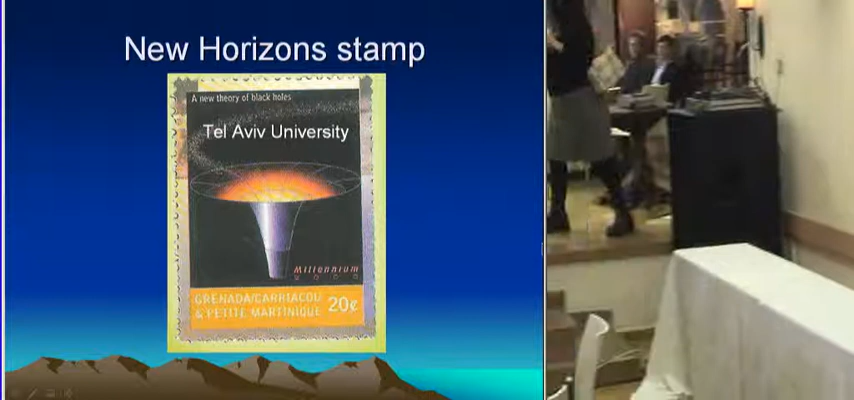 New Horizons stamp
A new theory of black holes
Tel Aviv University
Millennium
GRENADA/CARRIACOU
& PETITE MARTINIQUE
20¢